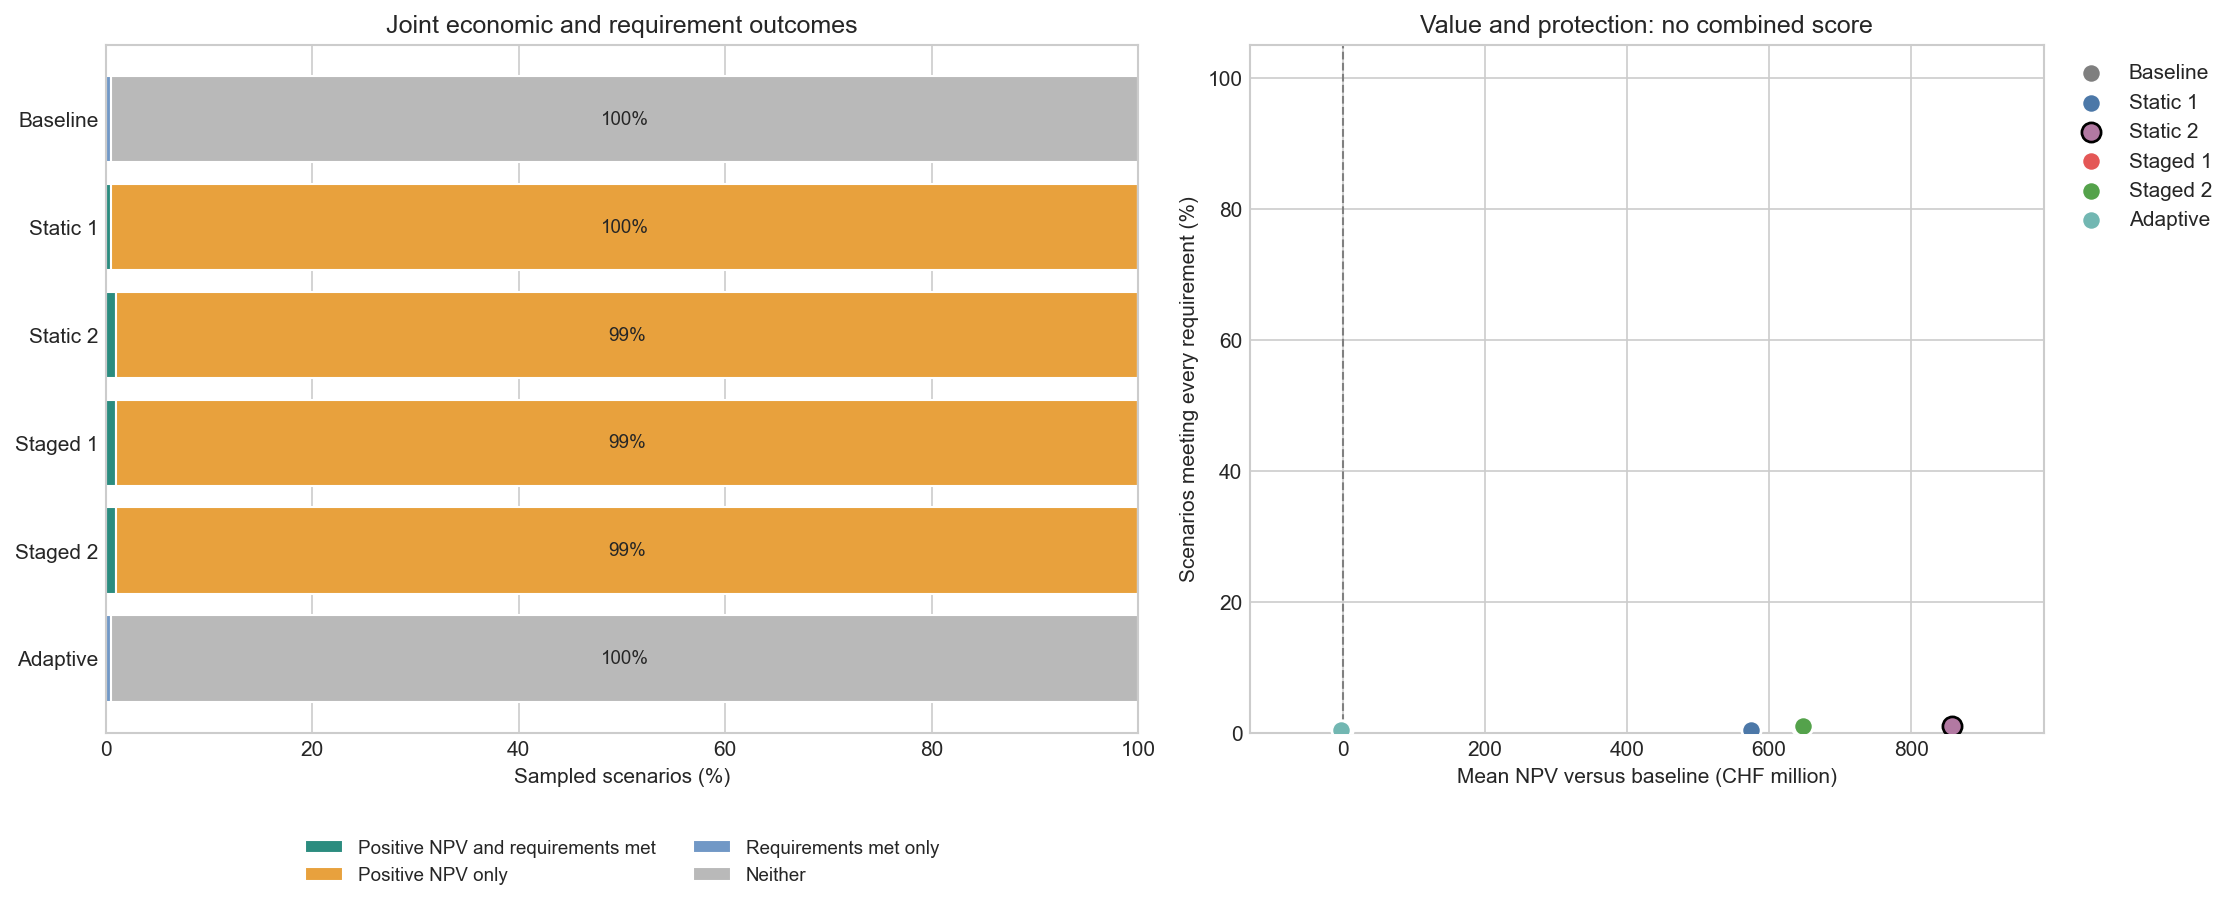 Joint economic and requirement outcomes
Baseline
Static 1
Static 2
Staged 1
Staged 2
Adaptive
100%
100%
99%
99%
99%
100%
0 20 40 60 80 100
Sampled scenarios (%)
Positive NPV and requirements met
Positive NPV only
Requirements met only
Neither
Value and protection: no combined score
Scenarios meeting every requirement (%)
100
80
60
40
20
0
0 200 400 600 800
Mean NPV versus baseline (CHF million)
Baseline
Static 1
Static 2
Staged 1
Staged 2
Adaptive